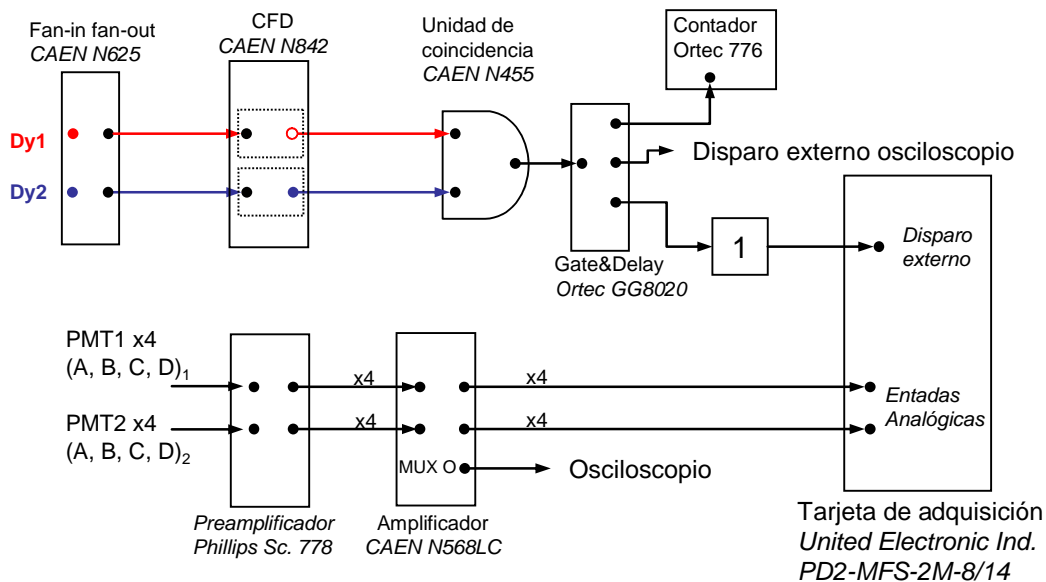 Fan-in fan-out
CAEN N625
CFD
CAEN N842
Unidad de
coincidencia
CAEN N455
Contador
Ortec 776
Dy1
Dy2
Disparo externo osciloscopio
Gate&Delay
Ortec GG8020
1
Disparo
externo
PMT1 x4
(A, B, C, D)1
PMT2 x4
(A, B, C, D)2
x4
x4
x4
x4
MUX O
Osciloscopio
Entadas
Analógicas
Preamplificador
Phillips Sc. 778
Amplificador
CAEN N568LC
Tarjeta de adquisición
United Electronic Ind.
PD2-MFS-2M-8/14